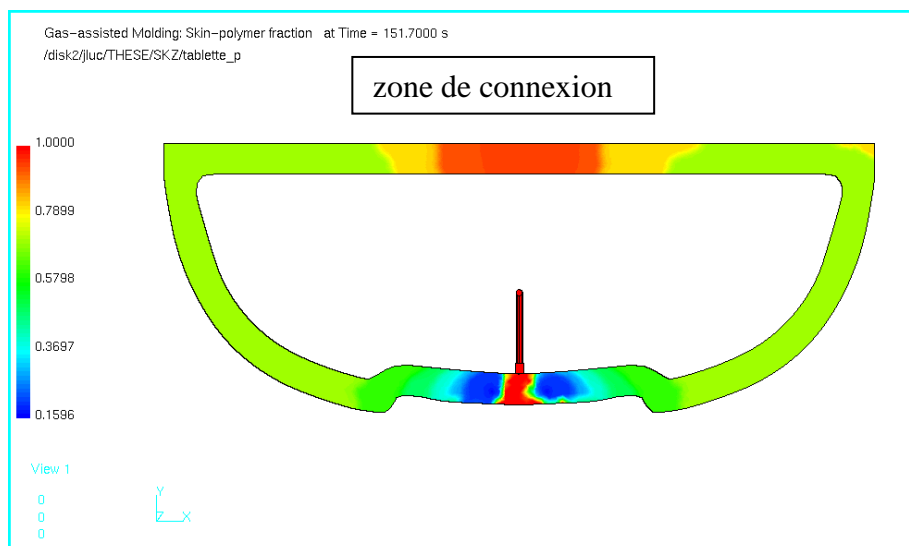 Gas-assisted Molding: Skin-polymer fraction at Time = 151.7000 s
/disk2/jluc/THESE/SKZ/tablette_p
zone de connexion
1.0000
0.7899
0.5798
0.3697
0.1596
View 1
0
0
0
Y
Z X